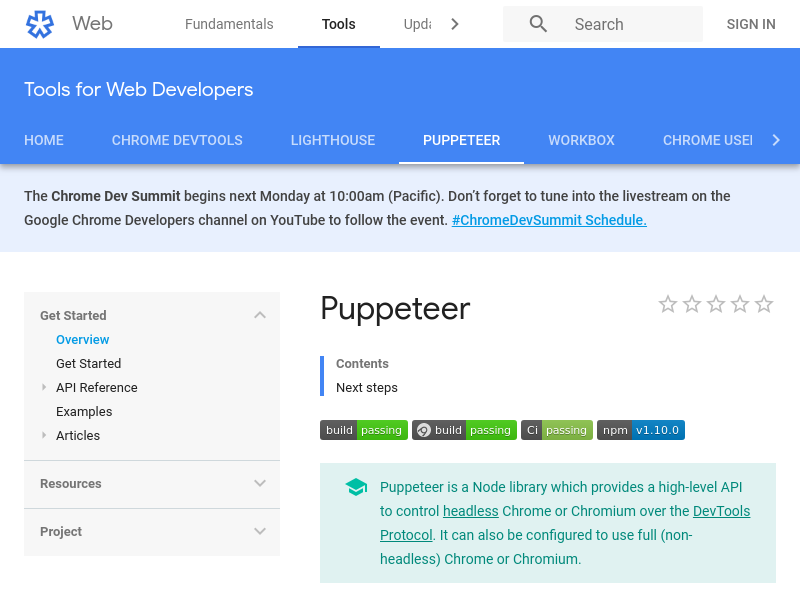 Web
Fundamentals
Tools
Upda
Search
SIGN IN
Tools for Web Developers
HOME
CHROME DEVTOOLS
LIGHTHOUSE
PUPPETEER
WORKBOX
CHROME USE
The Chrome Dev Summit begins next Monday at 10:00am (Pacific). Don't forget to tune into the livestream on the
Google Chrome Developers channel on YouTube to follow the event. #ChromeDevSummit Schedule.
Get Started
Overview
Get Started
API Reference
Examples
Articles
Resources
Project
Puppeteer
Contents
Next steps
build passing build passing Ci passing npm v1.10.0
Puppeteer is a Node library which provides a high-level API
to control headless Chrome or Chromium over the DevTools
Protocol. It can also be configured to use full (non-
headless) Chrome or Chromium.